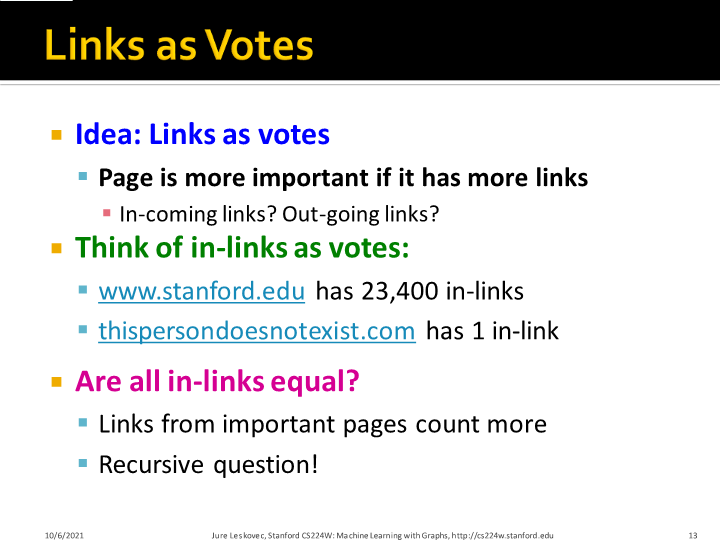 Links as Votes
Idea: Links as votes
Page is more important if it has more links
In-coming links? Out-going links?
Think of in-links as votes:
www.stanford.edu has 23,400 in-links
thispersondoesnotexist.com has 1 in-link
Are all in-links equal?
Links from important pages count more
Recursive question!
10/6/2021 Jure Leskovec, Stanford CS224W: Machine Learning with Graphs, http://cs224w.stanford.edu 13